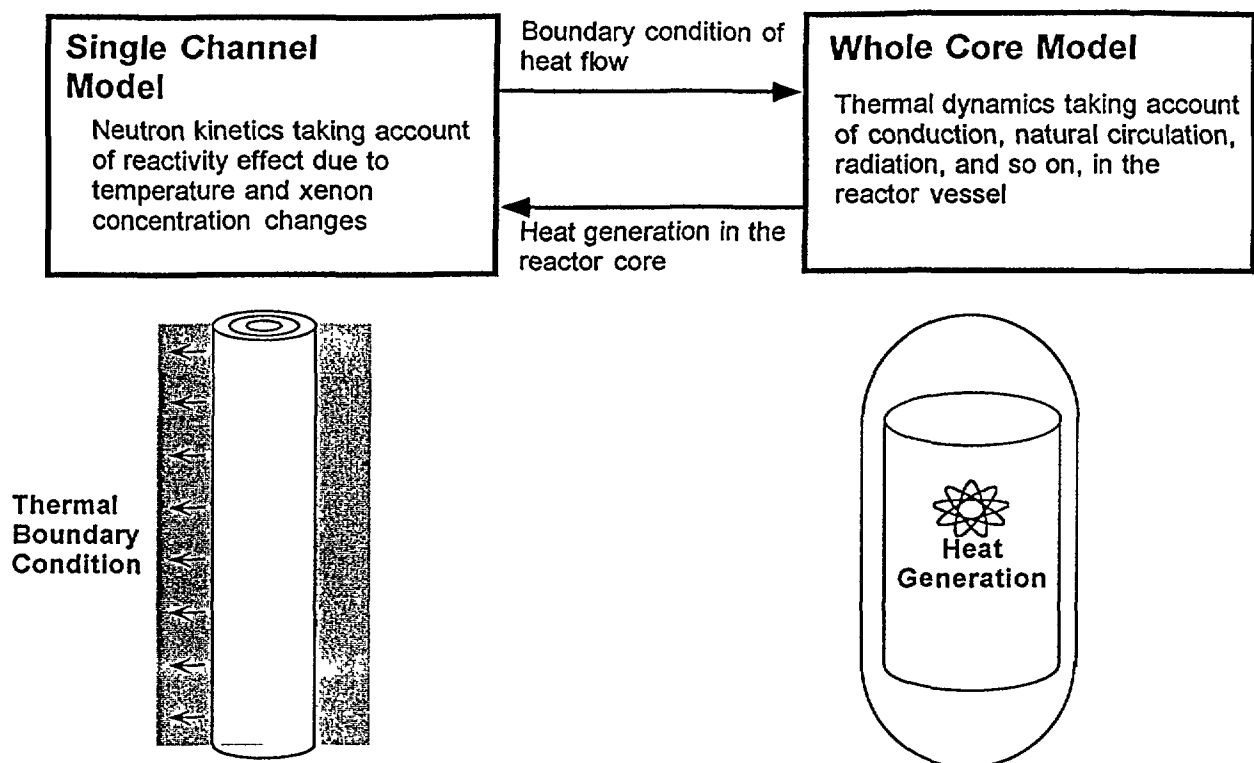 Single Channel
Model
Neutron kinetics taking account
of reactivity effect due to
temperature and xenon
concentration changes
Boundary condition of
heat flow
Heat generation in the
reactor core
Whole Core Model
Thermal dynamics taking account
of conduction, natural circulation,
radiation, and so on, in the
reactor vessel
Thermal
Boundary
Condition
Heat
Generation